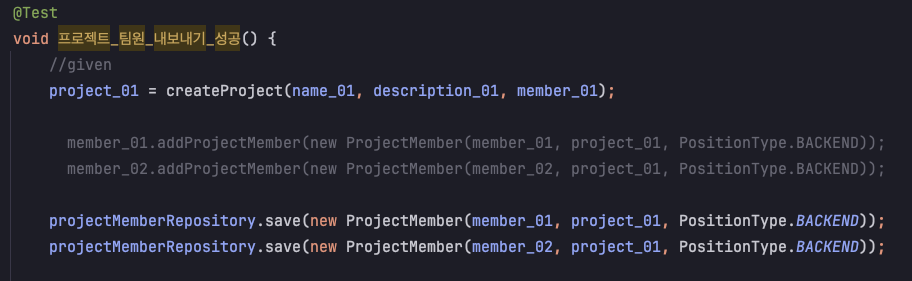 @Test
void 프로젝트_팀원_내보내기_성공() {
//given
project_01 = createProject(name_01, description_01, member_01);
member_01.addProjectMember(new ProjectMember(member_01, project_01, PositionType.BACKEND));
member_02.addProjectMember(new ProjectMember(member_02, project_01, PositionType.BACKEND));
projectMemberRepository.save(new ProjectMember(member_01, project_01, PositionType.BACKEND));
projectMemberRepository.save(new ProjectMember(member_02, project_01, PositionType.BACKEND));